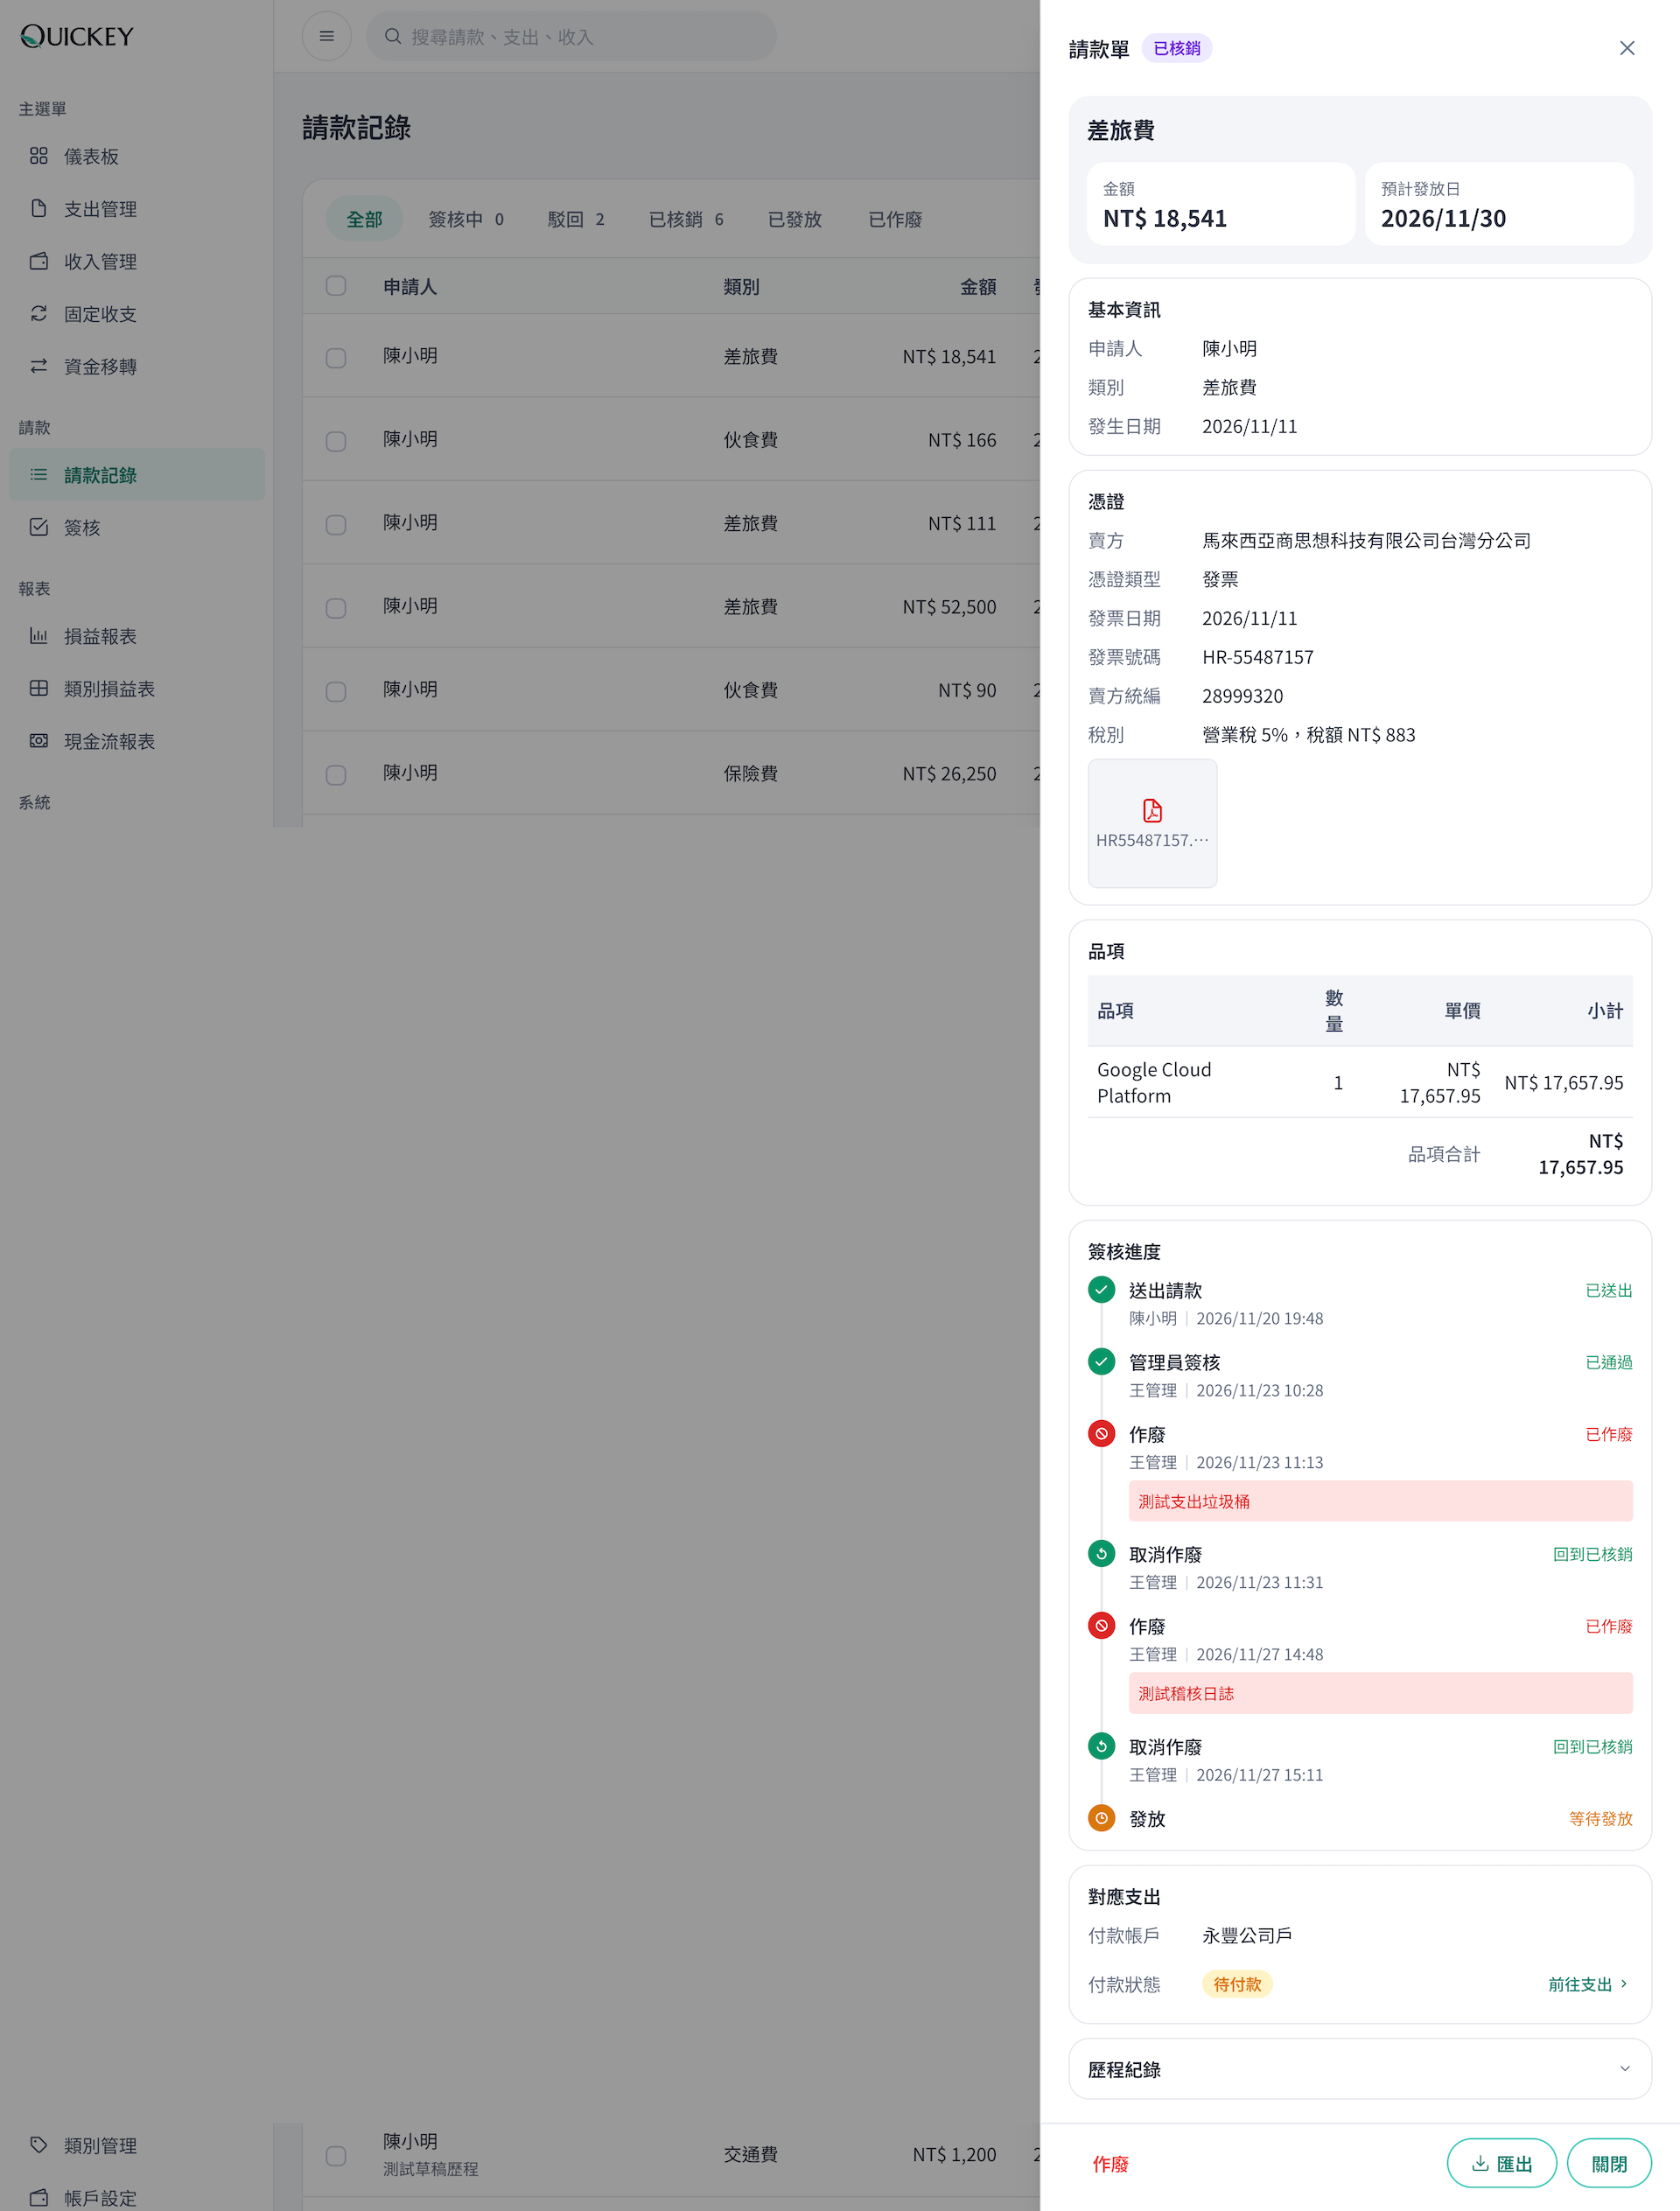 QUICKEY
主選單
儀表板
支出管理
收入管理
固定收支
資金移轉
請款
請款記錄
簽核
報表
損益報表
類別損益表
現金流報表
系統
類別管理
帳戶設定
搜尋請款、支出、收入
請款記錄
全部 簽核中 0 駁回 2 已核銷 6 已發放 已作廢
申請人 類別 金額
陳小明 差旅費 NT$ 18,541 2
陳小明 伙食費 NT$ 166 2
陳小明 差旅費 NT$ 111 2
陳小明 差旅費 NT$ 52,500 2
陳小明 伙食費 NT$ 90 2
陳小明 保險費 NT$ 26,250 2
陳小明 交通費 NT$ 1,200 2
測試草稿歷程
請款單 已核銷
差旅費
金額
NT$ 18,541
預計發放日
2026/11/30
基本資訊
申請人 陳小明
類別 差旅費
發生日期 2026/11/11
憑證
賣方 馬來西亞商思想科技有限公司台灣分公司
憑證類型 發票
發票日期 2026/11/11
發票號碼 HR-55487157
賣方統編 28999320
稅別 營業稅 5%，稅額 NT$ 883
HR55487157.…
品項
品項 數量 單價 小計
Google Cloud Platform 1 NT$ 17,657.95 NT$ 17,657.95
品項合計 NT$ 17,657.95
簽核進度
送出請款 已送出
陳小明 | 2026/11/20 19:48
管理員簽核 已通過
王管理 | 2026/11/23 10:28
作廢 已作廢
王管理 | 2026/11/23 11:13
測試支出垃圾桶
取消作廢 回到已核銷
王管理 | 2026/11/23 11:31
作廢 已作廢
王管理 | 2026/11/27 14:48
測試稽核日誌
取消作廢 回到已核銷
王管理 | 2026/11/27 15:11
發放 等待發放
對應支出
付款帳戶 永豐公司戶
付款狀態 待付款 前往支出
歷程紀錄
作廢 匯出 關閉